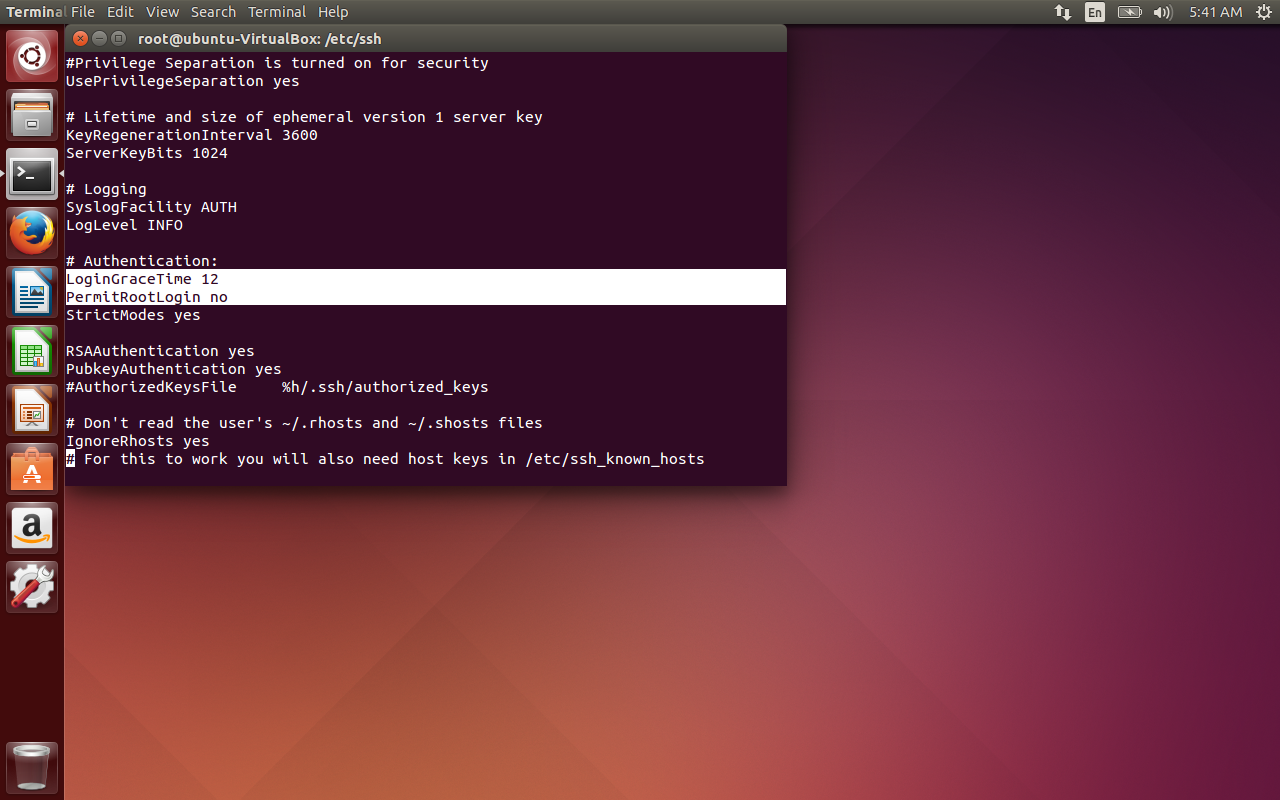 Terminal File Edit View Search Terminal Help En 5:41 AM
root@ubuntu-VirtualBox: /etc/ssh
#Privilege Separation is turned on for security
UsePrivilegeSeparation yes
# Lifetime and size of ephemeral version 1 server key
KeyRegenerationInterval 3600
ServerKeyBits 1024
# Logging
SyslogFacility AUTH
LogLevel INFO
# Authentication:
LoginGraceTime 12
PermitRootLogin no
StrictModes yes
RSAAuthentication yes
PubkeyAuthentication yes
#AuthorizedKeysFile     %h/.ssh/authorized_keys
# Don't read the user's ~/.rhosts and ~/.shosts files
IgnoreRhosts yes
# For this to work you will also need host keys in /etc/ssh_known_hosts